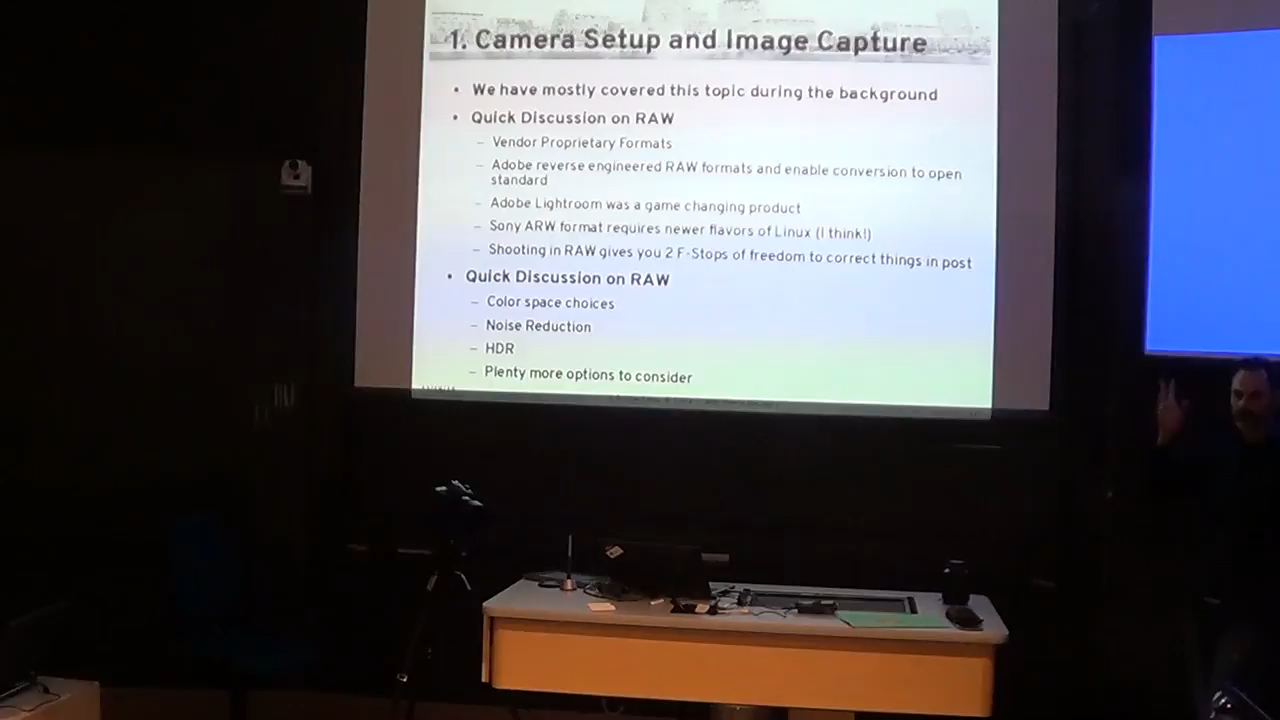 1. Camera Setup and Image Capture
• We have mostly covered this topic during the background
• Quick Discussion on RAW
– Vendor Proprietary Formats
– Adobe reverse engineered RAW formats and enable conversion to open
standard
– Adobe Lightroom was a game changing product
– Sony ARW format requires newer flavors of Linux (I think!)
– Shooting in RAW gives you 2 F-Stops of freedom to correct things in post
• Quick Discussion on RAW
– Color space choices
– Noise Reduction
– HDR
– Plenty more options to consider